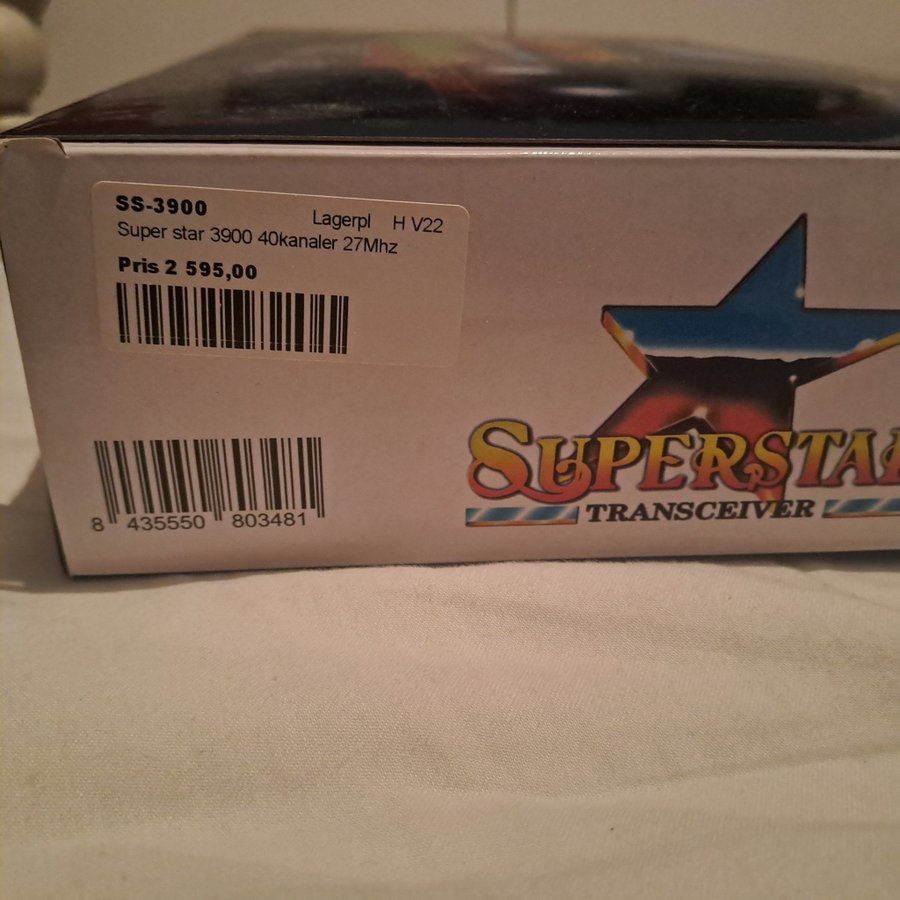 SS-3900
Lagerpl H V22
Super star 3900 40kanaler 27Mhz
Pris 2 595,00
8 435550 803481
SUPERSTAR
TRANSCEIVER